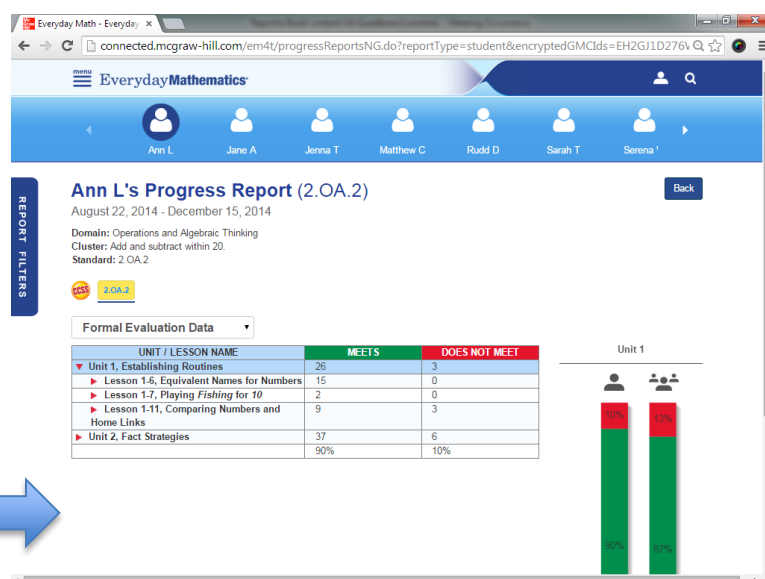 Everyday Math - Everyday
connected.mcgraw-hill.com/em4t/progressReportsNG.do?reportType=student&encryptedGMCIds=EH2GJ1D276
menu
EverydayMathematics
Ann L Jane A Jenna T Matthew C Rudd D Sarah T Serena
REPORT FILTERS
Ann L's Progress Report (2.OA.2)
Back
August 22, 2014 - December 15, 2014
Domain: Operations and Algebraic Thinking
Cluster: Add and subtract within 20.
Standard: 2.OA.2
CCSS 2.OA.2
Formal Evaluation Data
UNIT / LESSON NAME MEETS DOES NOT MEET
Unit 1, Establishing Routines 26 3
Lesson 1-6, Equivalent Names for Numbers 15 0
Lesson 1-7, Playing Fishing for 10 2 0
Lesson 1-11, Comparing Numbers and 9 3
Home Links
Unit 2, Fact Strategies 37 6
90% 10%
Unit 1
10% 13%
90% 87%